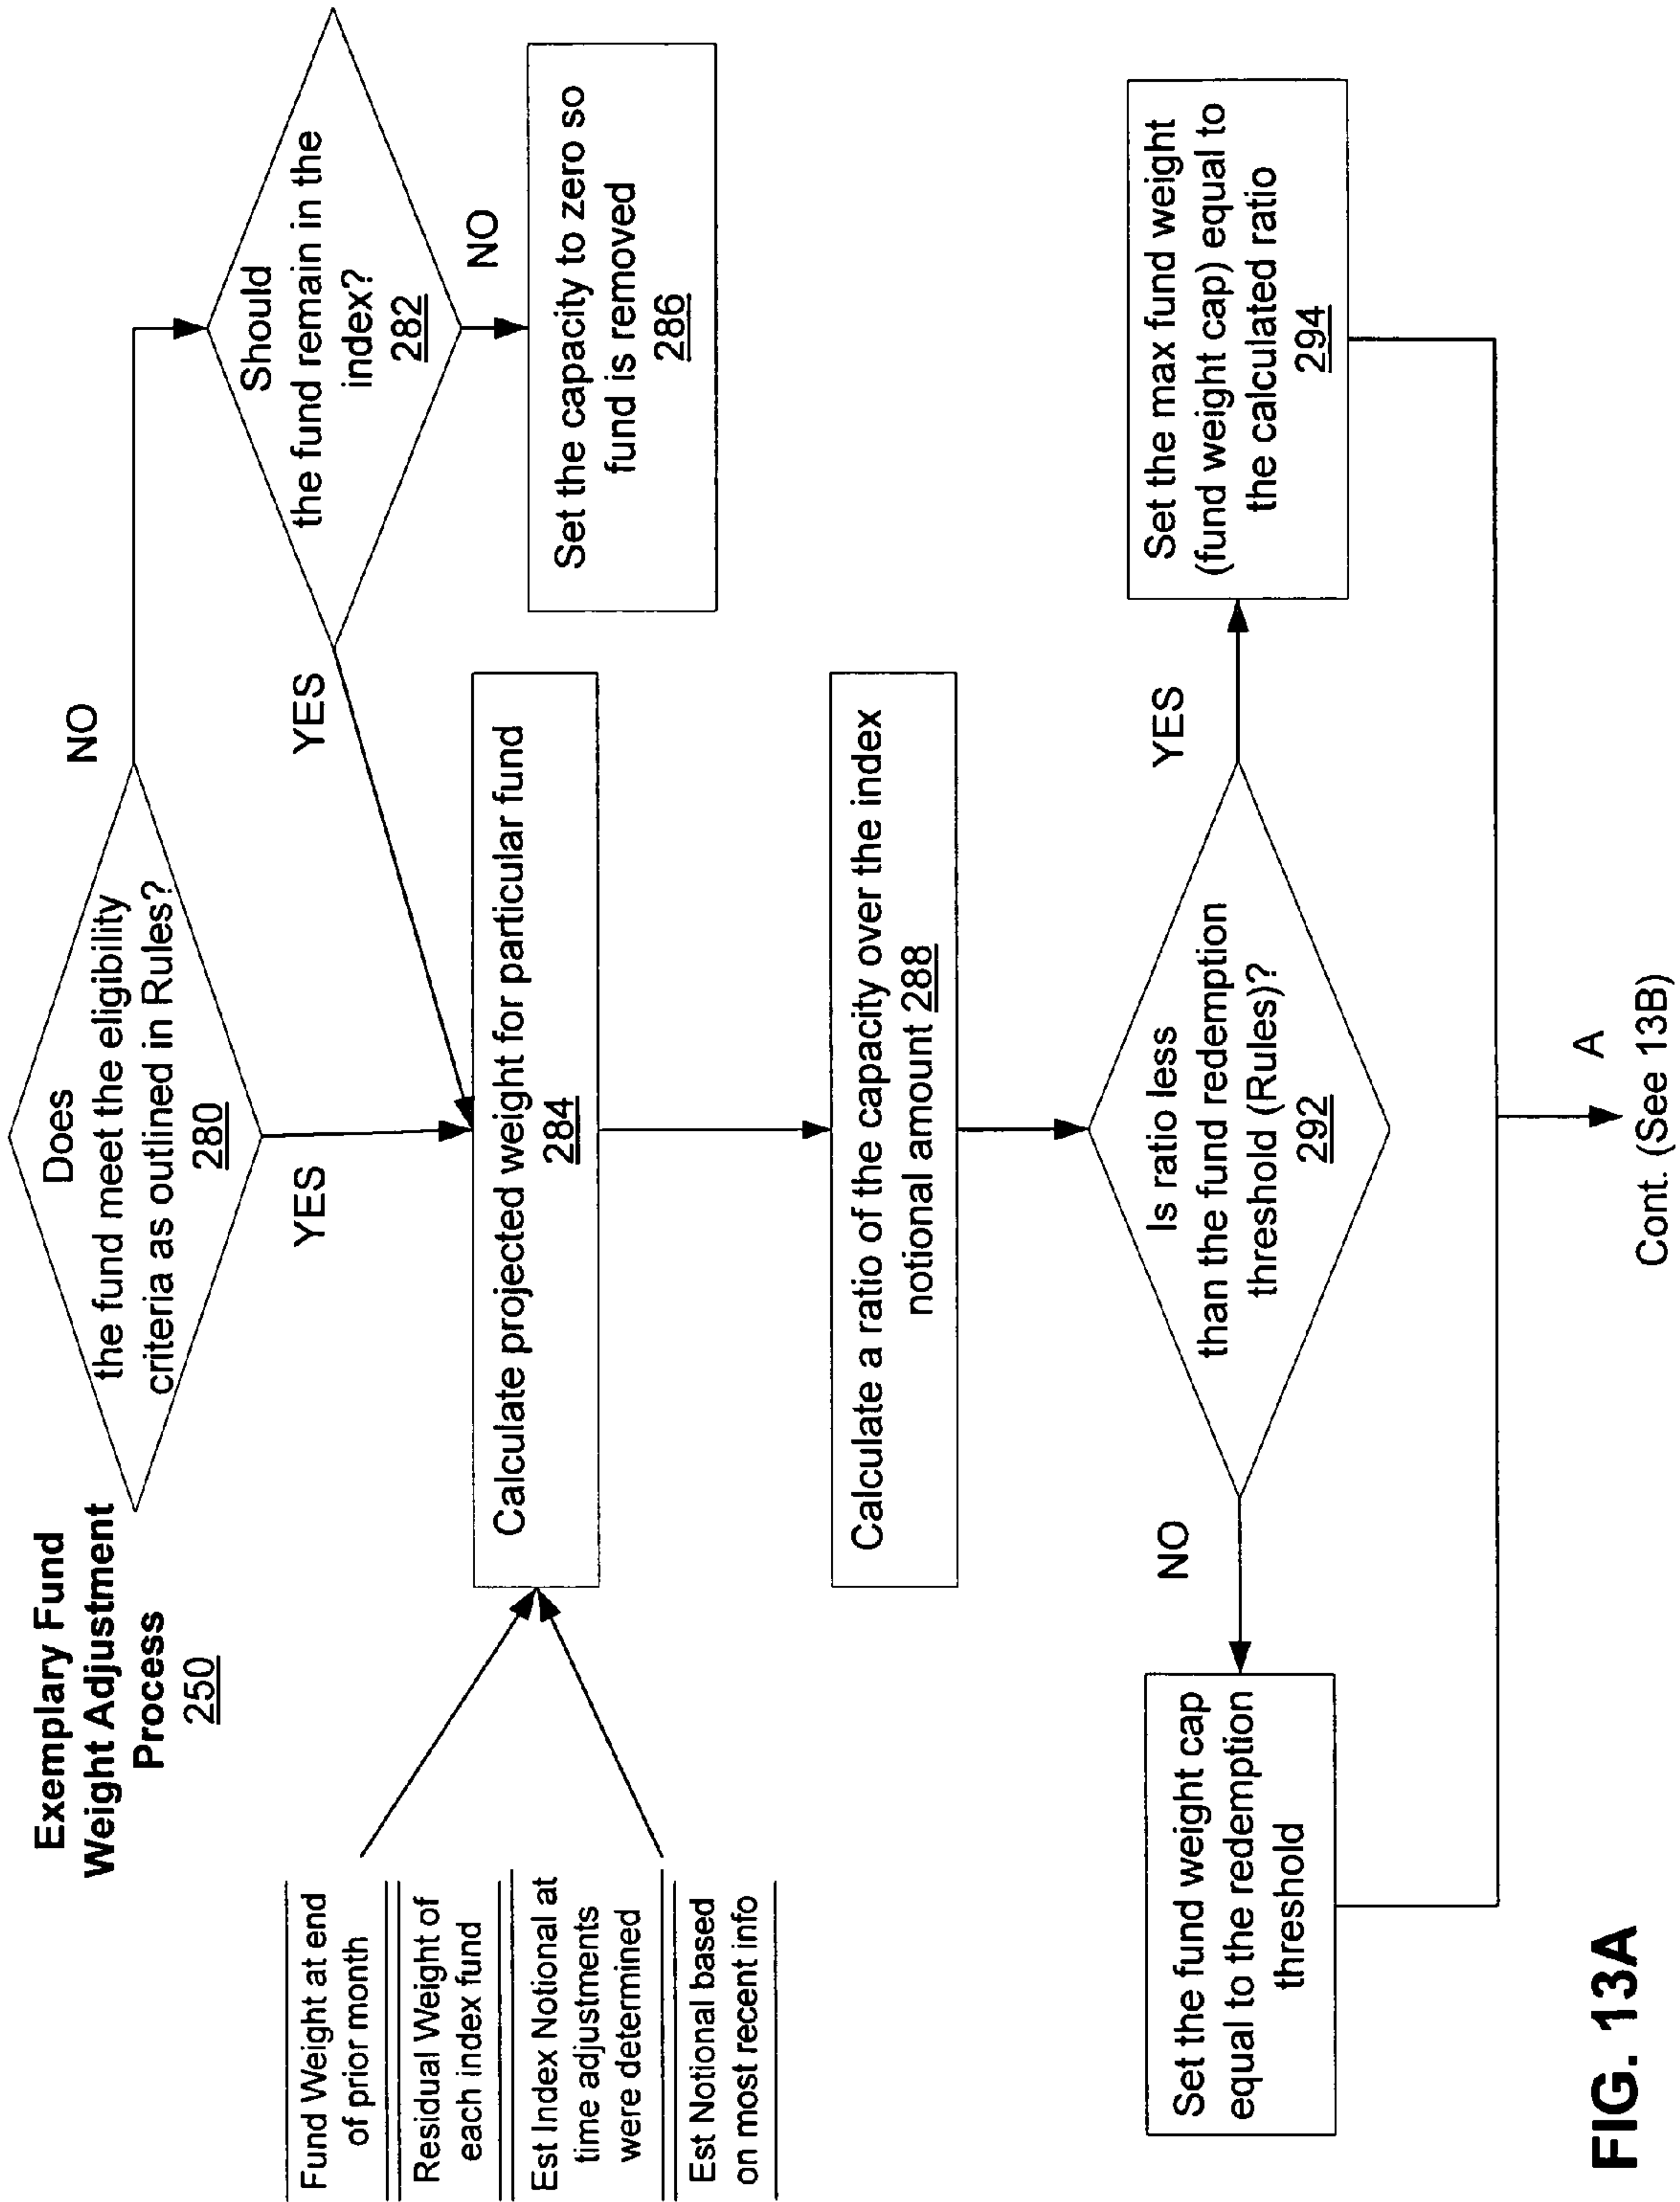 Exemplary Fund
Weight Adjustment
Process
250
Does
the fund meet the eligibility
criteria as outlined in Rules?
280
NO
YES
Should
the fund remain in the
index?
282
YES
NO
Set the capacity to zero so
fund is removed
286
Fund Weight at end
of prior month
Residual Weight of
each index fund
Est Index Notional at
time adjustments
were determined
Est Notional based
on most recent info
Calculate projected weight for particular fund
284
Calculate a ratio of the capacity over the index
notional amount 288
Is ratio less
than the fund redemption
threshold (Rules)?
292
NO
YES
Set the fund weight cap
equal to the redemption
threshold
Set the max fund weight
(fund weight cap) equal to
the calculated ratio
294
A
Cont. (See 13B)
FIG. 13A